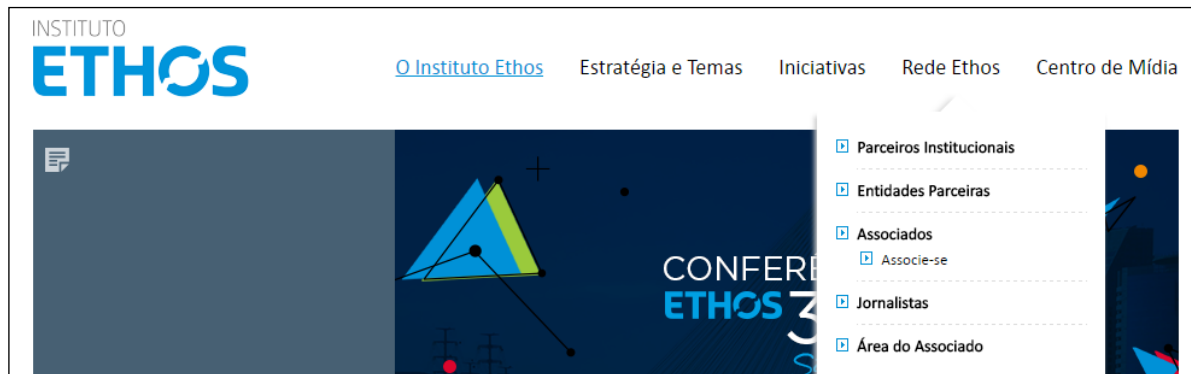 INSTITUTO
ETHOS
O Instituto Ethos Estratégia e Temas Iniciativas Rede Ethos Centro de Mídia
Parceiros Institucionais
Entidades Parceiras
Associados
Associe-se
Jornalistas
Área do Associado
CONFER
ETHOS 3